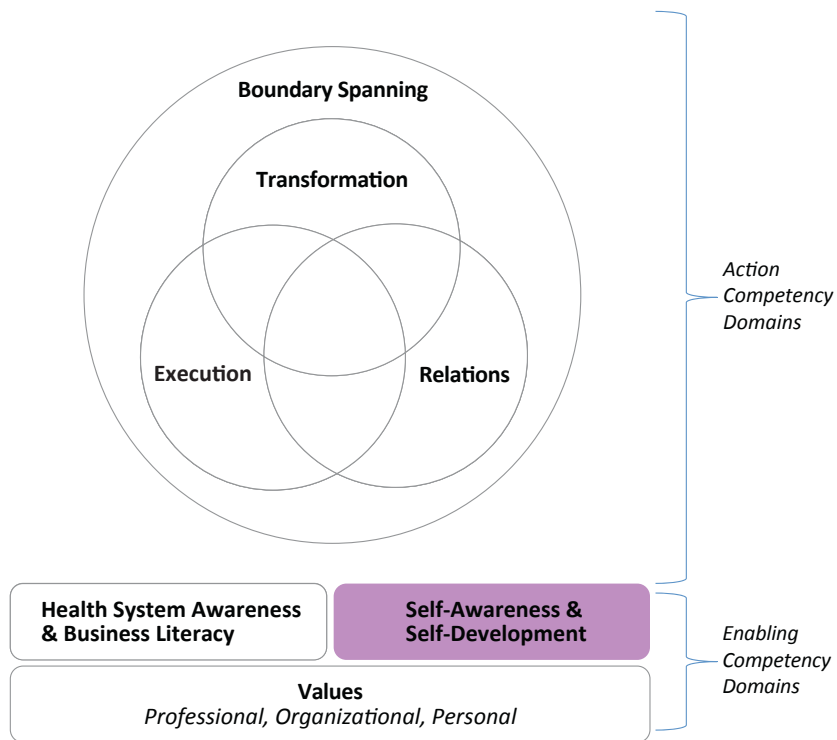 Boundary Spanning
Transformation
Execution
Relations
Action
Competency
Domains
Health System Awareness
& Business Literacy
Self-Awareness &
Self-Development
Values
Professional, Organizational, Personal
Enabling
Competency
Domains